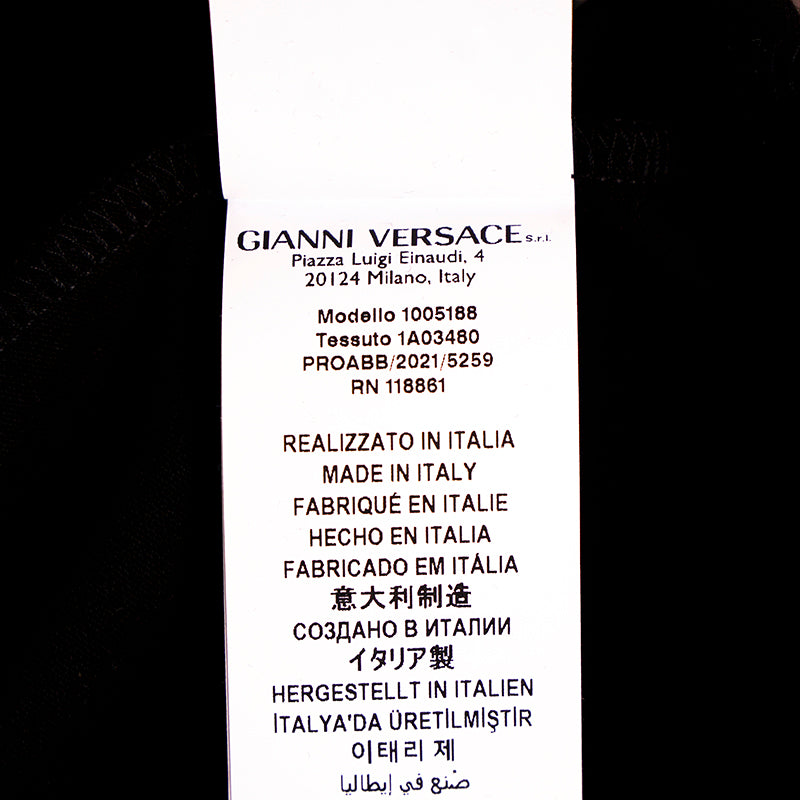 GIANNI VERSACE s.r.l.
Piazza Luigi Einaudi, 4
20124 Milano, Italy
Modello 1005188
Tessuto 1A03480
PROABB/2021/5259
RN 118861
REALIZZATO IN ITALIA
MADE IN ITALY
FABRIQUÉ EN ITALIE
HECHO EN ITALIA
FABRICADO EM ITÁLIA
意大利制造
СОЗДАНО В ИТАЛИИ
イタリア製
HERGESTELLT IN ITALIEN
İTALYA'DA ÜRETİLMİŞTİR
이태리 제
صنع في إيطاليا